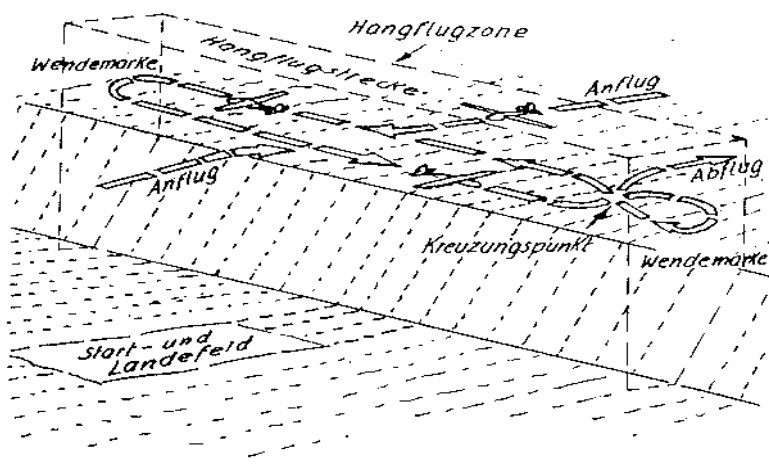 Hangflugzone
Hangflugstrecke
Wendemarke
Anflug
Anflug
Abflug
Kreuzungspunkt
Wendemarke
Start- und
Landefeld